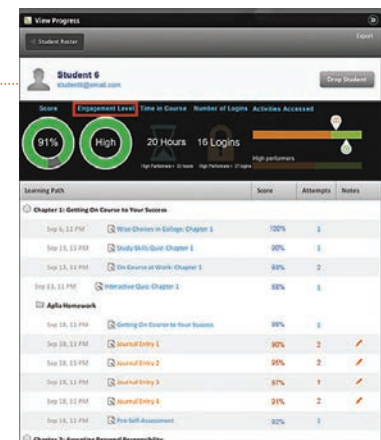 View Progress
Student Roster
Export
Student 6
student6@email.com
Drop Student
Score Engagement Level Time in Course Number of Logins Activities Accessed
91% High 20 Hours 16 Logins
High performers
Learning Path Score Attempts Notes
Chapter 1: Getting On Course to Your Success
Sep 6, 11 PM Wise Choices in College: Chapter 1 100% 1
Sep 13, 11 PM Study Skills Quiz: Chapter 1 90% 1
Sep 13, 11 PM On Course at Work: Chapter 1 2
Sep 13, 11 PM Interactive Quiz: Chapter 1 1
Aplia Homework
Sep 18, 11 PM Getting On Course to Your Success 1
Sep 18, 11 PM Journal Entry 1 90% 2
Sep 18, 11 PM Journal Entry 2 95% 2
Sep 18, 11 PM Journal Entry 3 87% 1
Sep 18, 11 PM Journal Entry 4 91% 2
Sep 18, 11 PM Pre Self-Assessment 92% 1
Chapter 2: Accepting Personal Responsibility